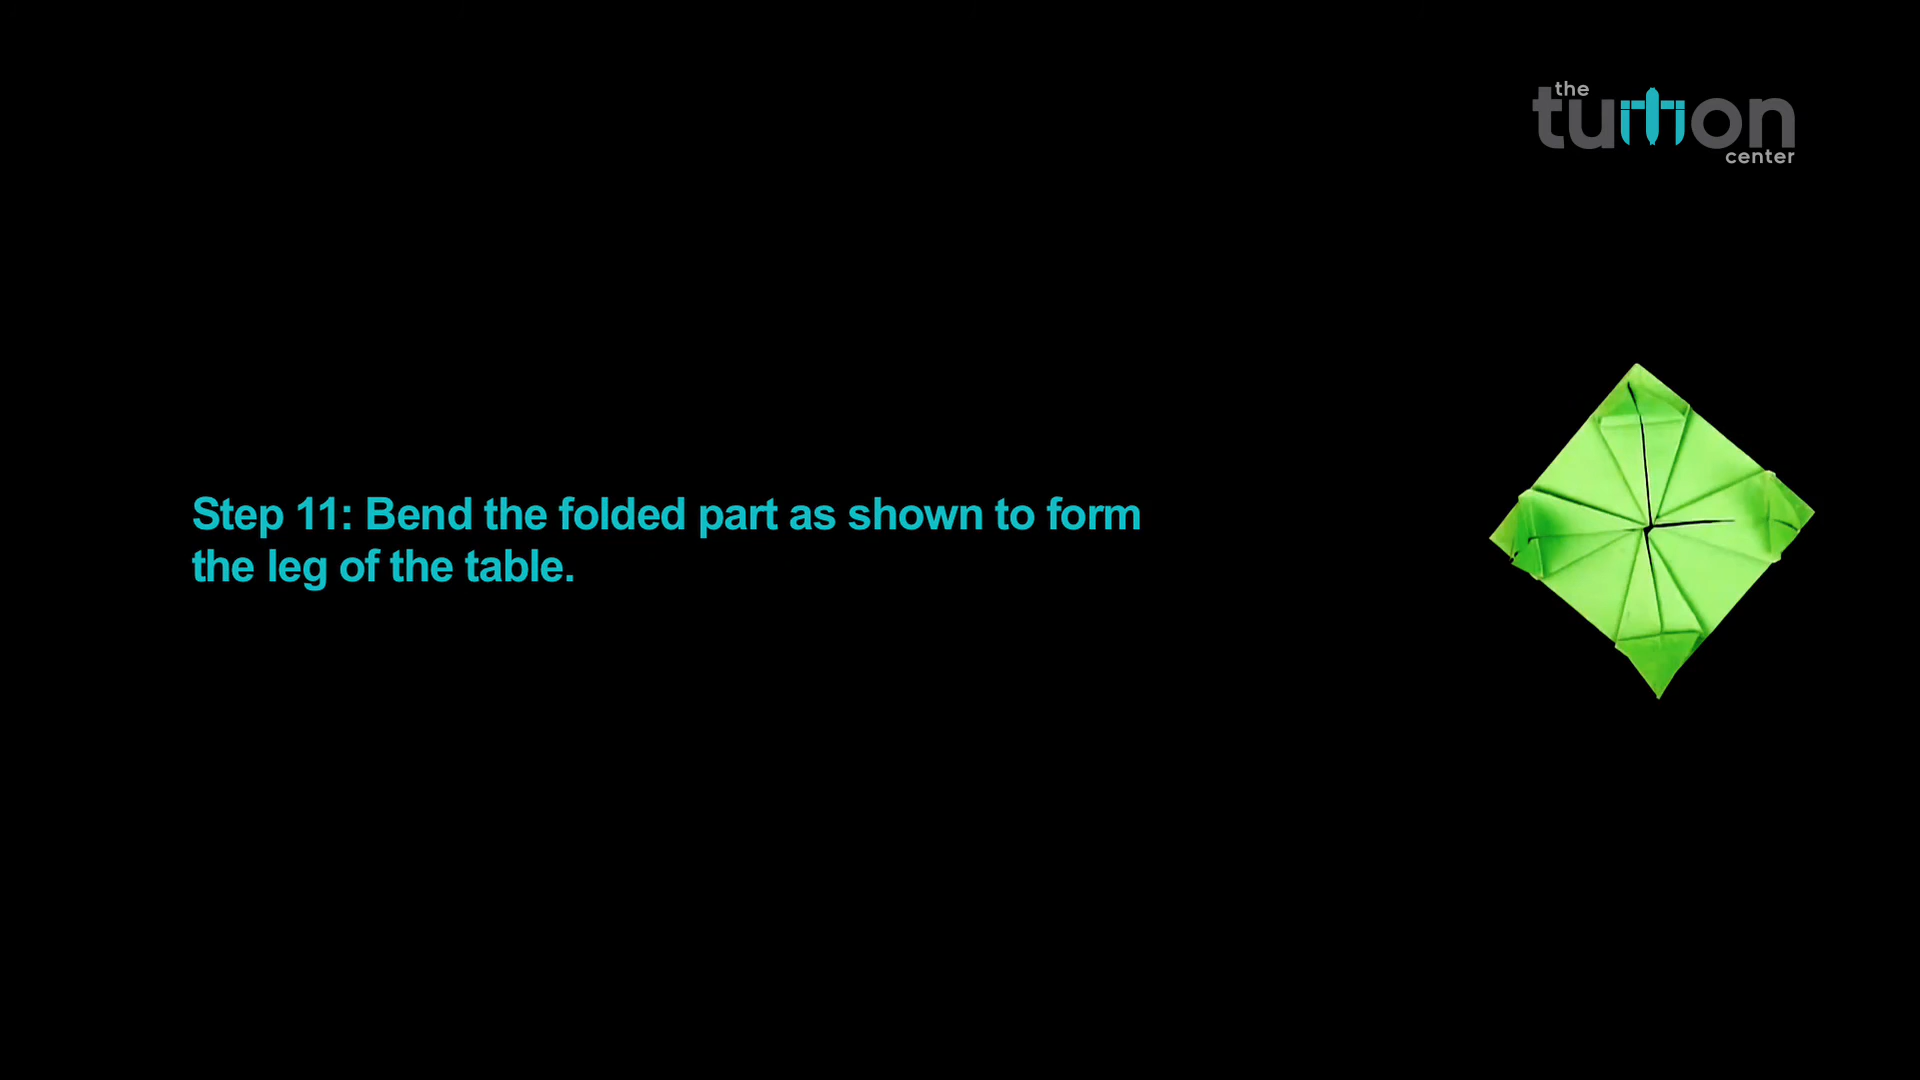 the
tuition
center
Step 11: Bend the folded part as shown to form
the leg of the table.